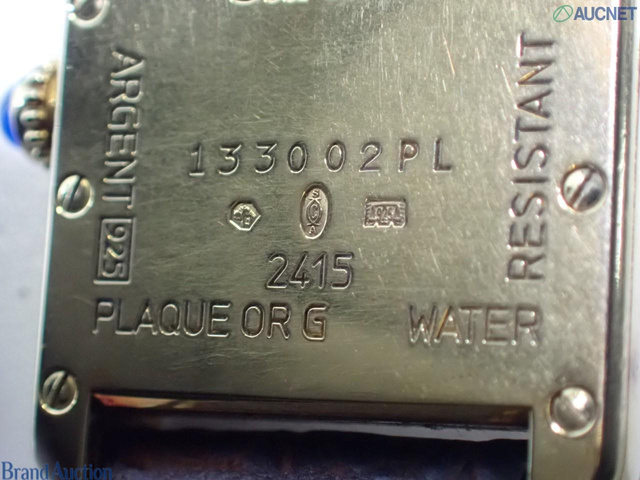 AUCNET
ARGENT 925
133002PL
S
C
A
2415
PLAQUE OR G
WATER
RESISTANT
Brand Auction